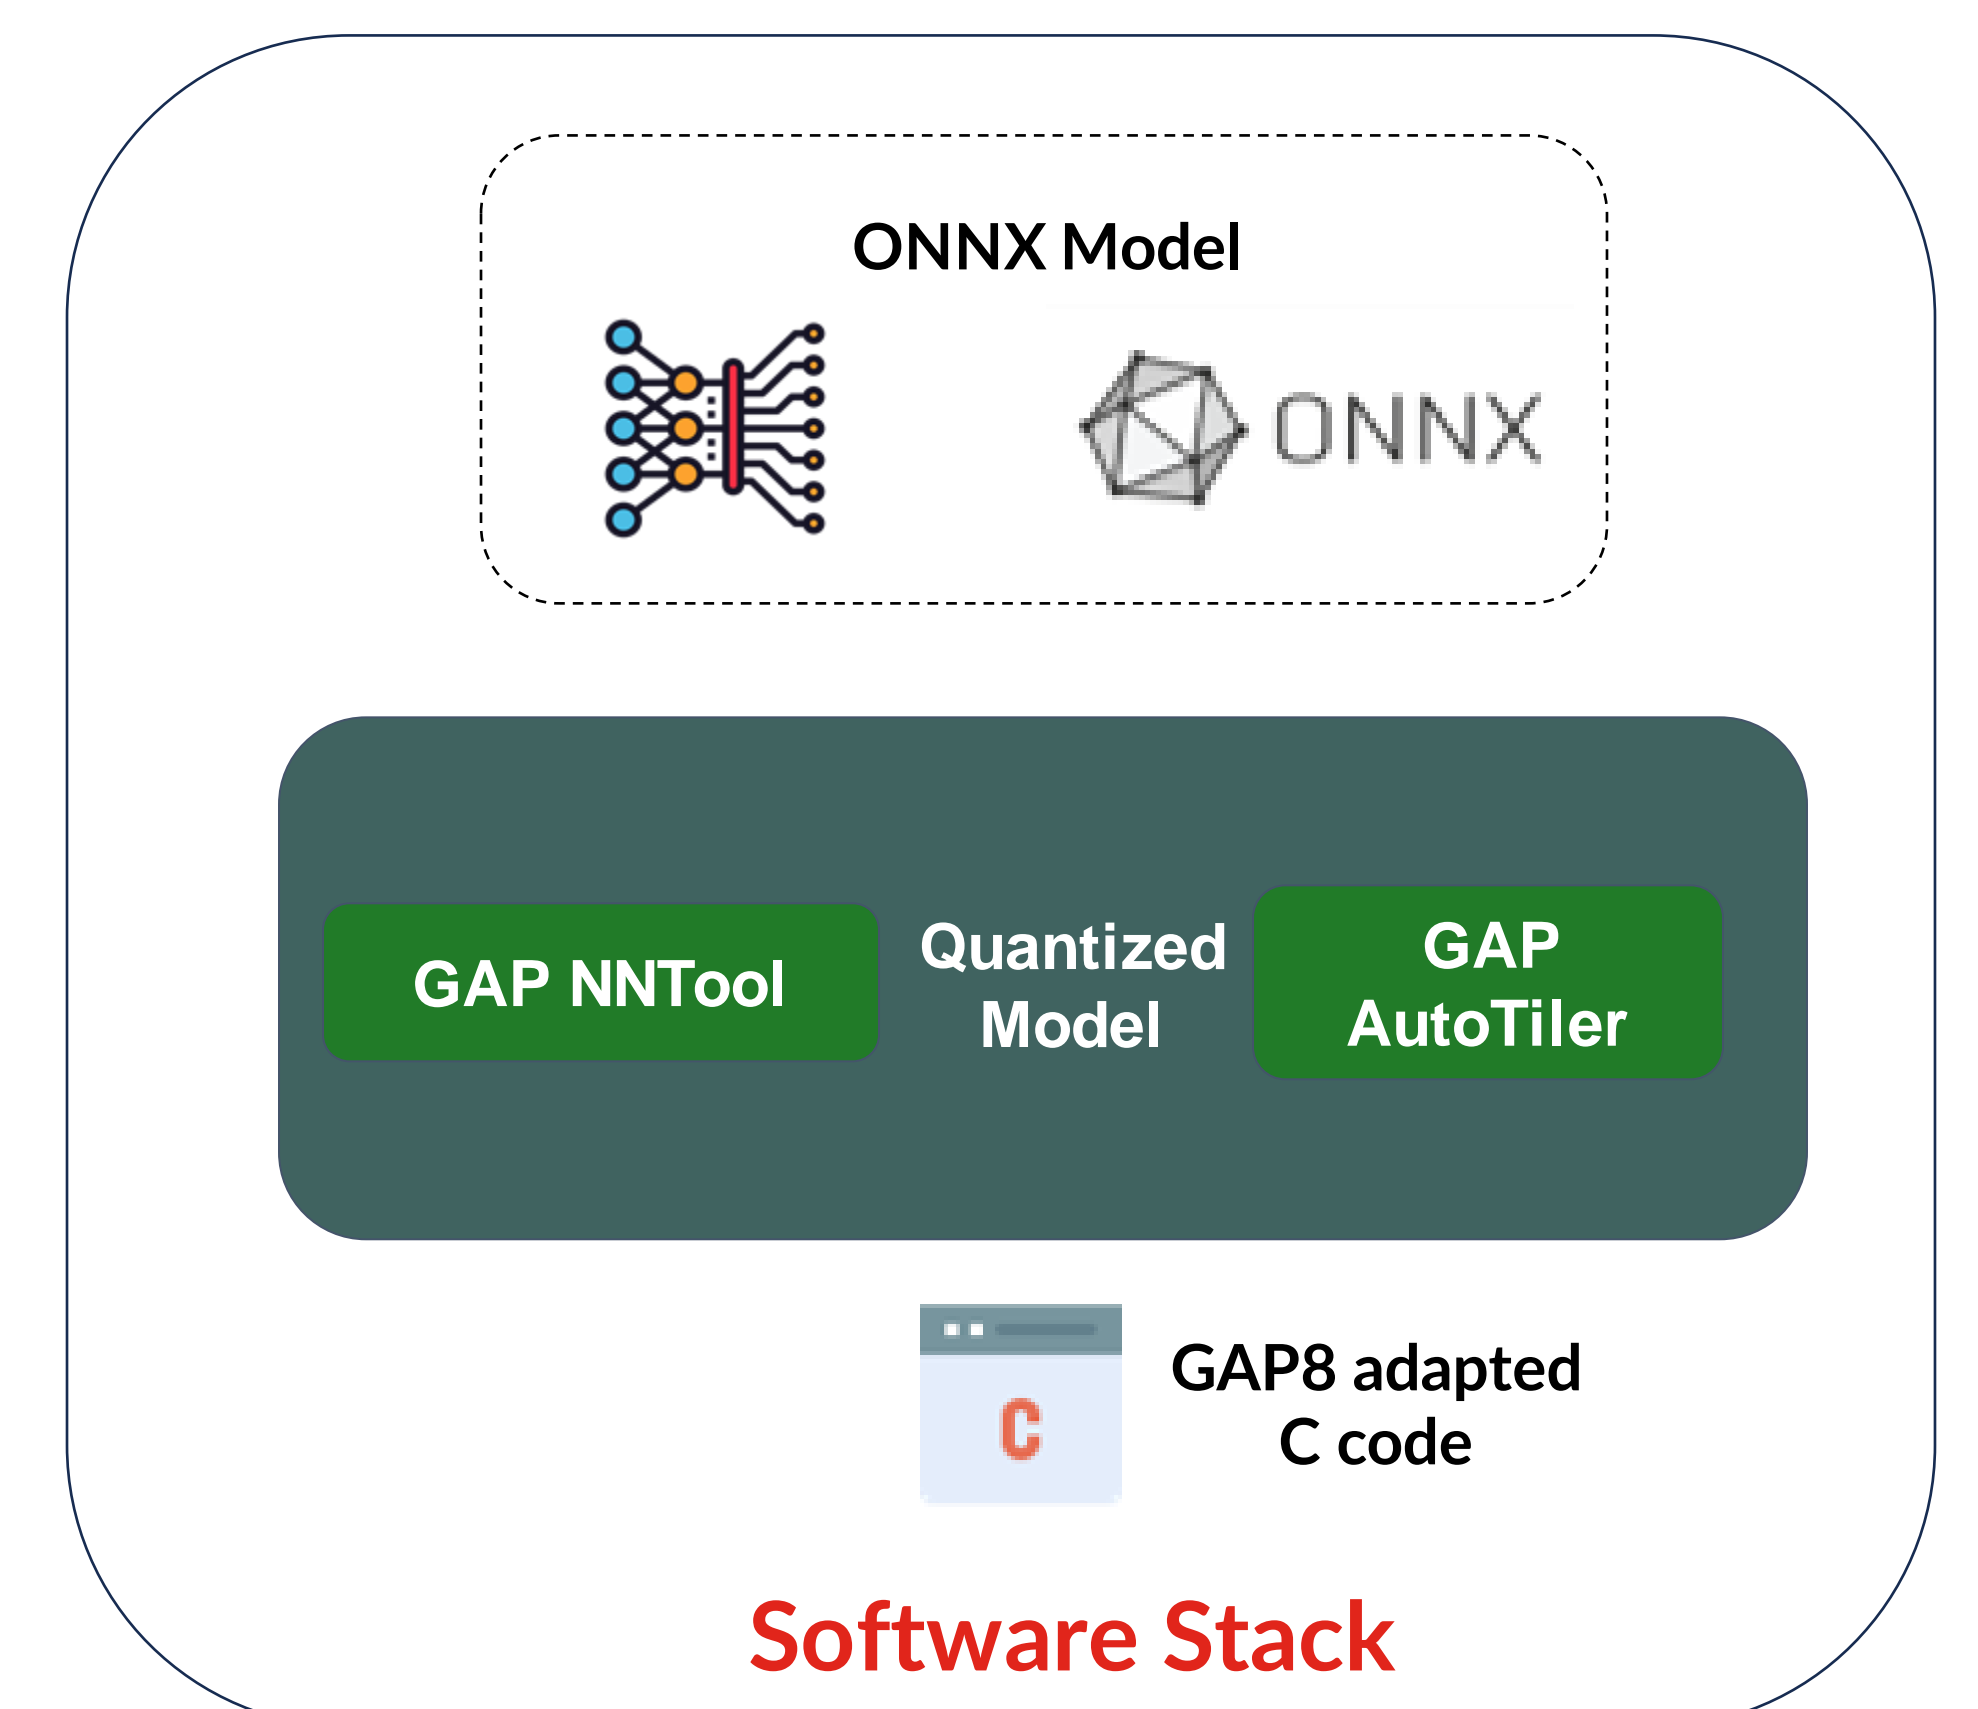 ONNX Model
ONNX
GAP NNTool
Quantized
Model
GAP
AutoTiler
C
GAP8 adapted
C code
Software Stack